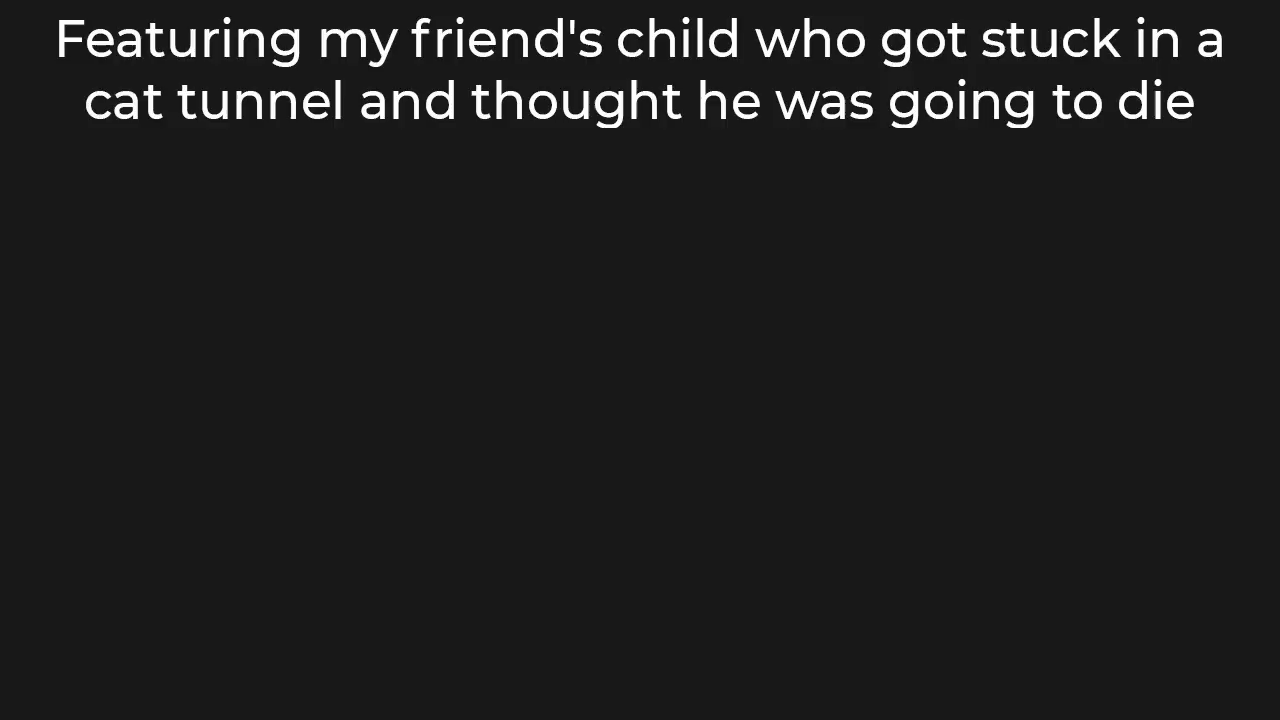 Featuring my friend's child who got stuck in a
cat tunnel and thought he was going to die